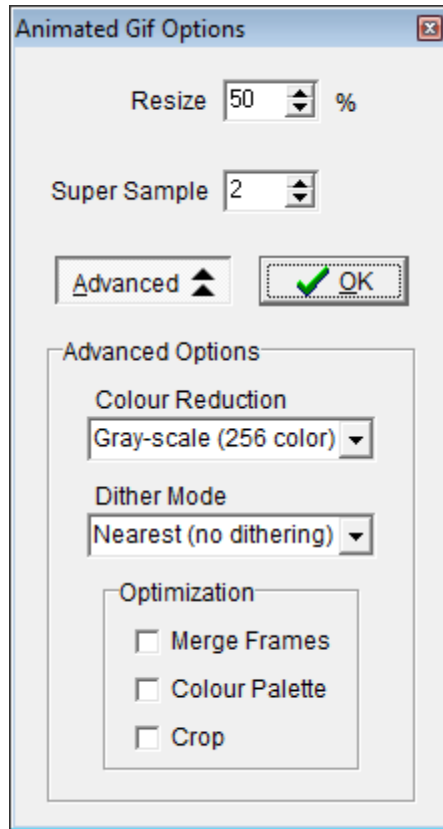 Animated Gif Options
Resize 50 %
Super Sample 2
Advanced OK
Advanced Options
Colour Reduction
Gray-scale (256 color)
Dither Mode
Nearest (no dithering)
Optimization
Merge Frames
Colour Palette
Crop